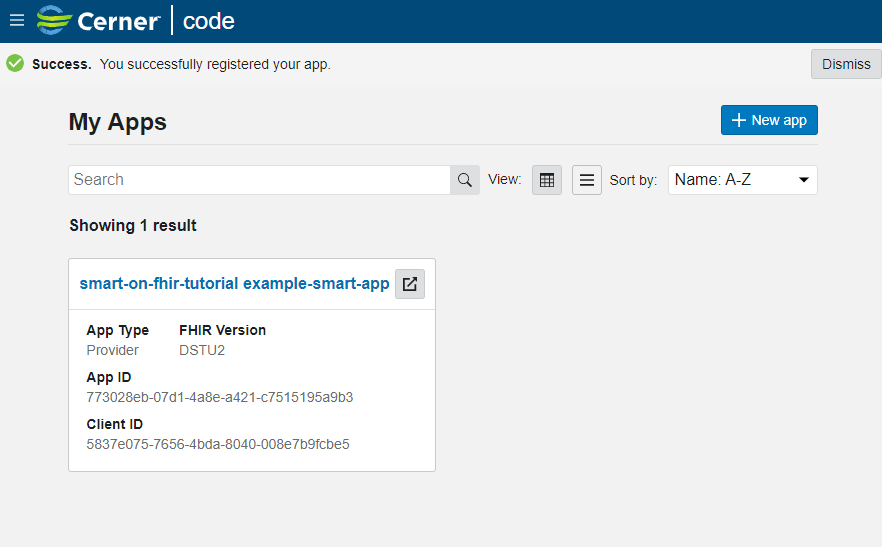 Cerner code
Success. You successfully registered your app. Dismiss
My Apps New app
Search View: Sort by: Name: A-Z
Showing 1 result
smart-on-fhir-tutorial example-smart-app
App Type FHIR Version
Provider DSTU2
App ID
773028eb-07d1-4a8e-a421-c7515195a9b3
Client ID
5837e075-7656-4bda-8040-008e7b9fcbe5